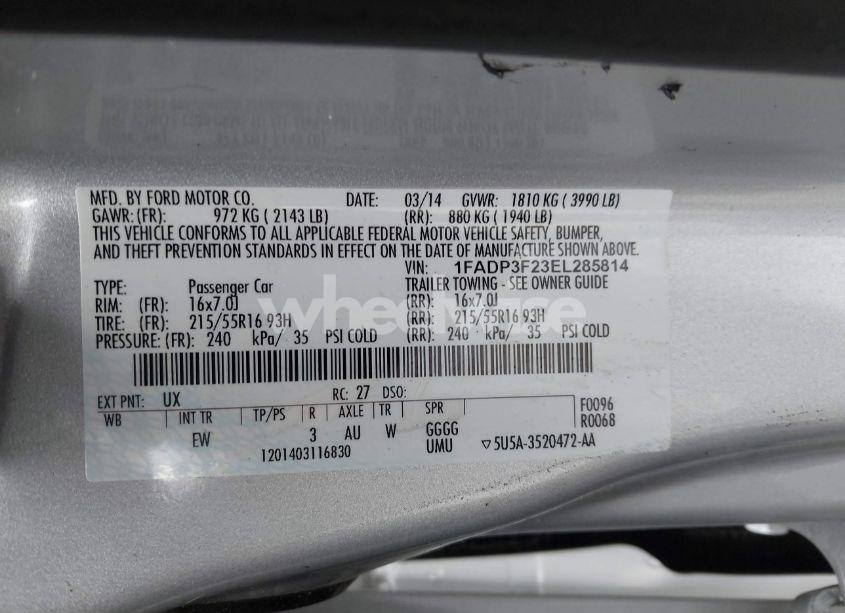 MFD. BY FORD MOTOR CO. DATE: 03/14 GVWR: 1810 KG ( 3990 LB)
GAWR: (FR): 972 KG ( 2143 LB) (RR): 880 KG ( 1940 LB)
THIS VEHICLE CONFORMS TO ALL APPLICABLE FEDERAL MOTOR VEHICLE SAFETY, BUMPER,
AND THEFT PREVENTION STANDARDS IN EFFECT ON THE DATE OF MANUFACTURE SHOWN ABOVE.
VIN: 1FADP3F23EL285814
TYPE: Passenger Car TRAILER TOWING - SEE OWNER GUIDE
RIM: (FR): 16x7.0J (RR): 16x7.0J
TIRE: (FR): 215/55R16 93H (RR): 215/55R16 93H
PRESSURE: (FR): 240 kPa/ 35 PSI COLD (RR): 240 kPa/ 35 PSI COLD
EXT PNT: UX RC: 27 DSO:
WB INT TR TP/PS R AXLE TR SPR F0096
R0068
EW 3 AU W GGGG
UMU
1201403116830 5U5A-3520472-AA